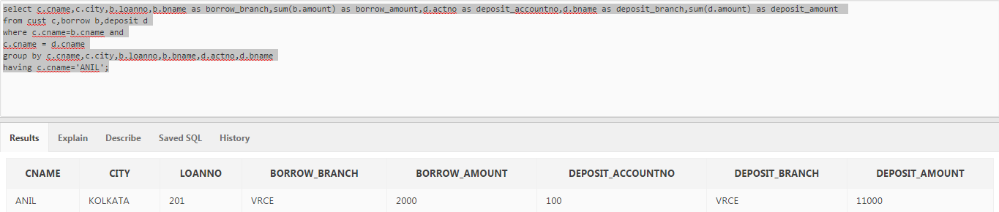 select c.cname,c.city,b.loanno,b.bname as borrow_branch,sum(b.amount) as borrow_amount,d.actno as deposit_accountno,d.bname as deposit_branch,sum(d.amount) as deposit_amount
from cust c,borrow b,deposit d
where c.cname=b.cname and
c.cname = d.cname
group by c.cname,c.city,b.loanno,b.bname,d.actno,d.bname
having c.cname='ANIL';
Results Explain Describe Saved SQL History
CNAME CITY LOANNO BORROW_BRANCH BORROW_AMOUNT DEPOSIT_ACCOUNTNO DEPOSIT_BRANCH DEPOSIT_AMOUNT
ANIL KOLKATA 201 VRCE 2000 100 VRCE 11000